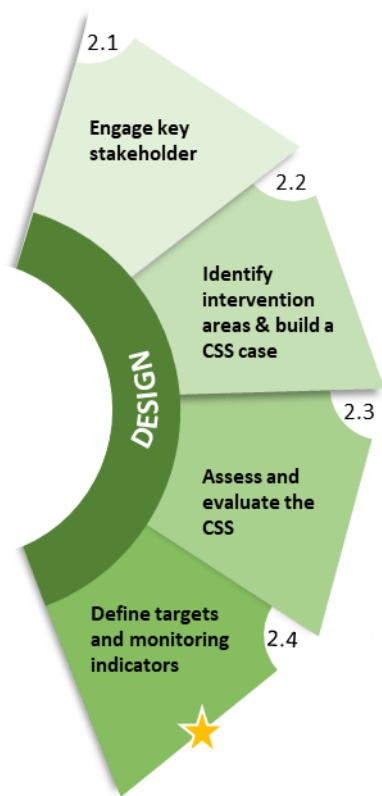 2.1
Engage key
stakeholder
2.2
Identify
intervention
areas & build a
CSS case
DESIGN
2.3
Assess and
evaluate the
CSS
2.4
Define targets
and monitoring
indicators